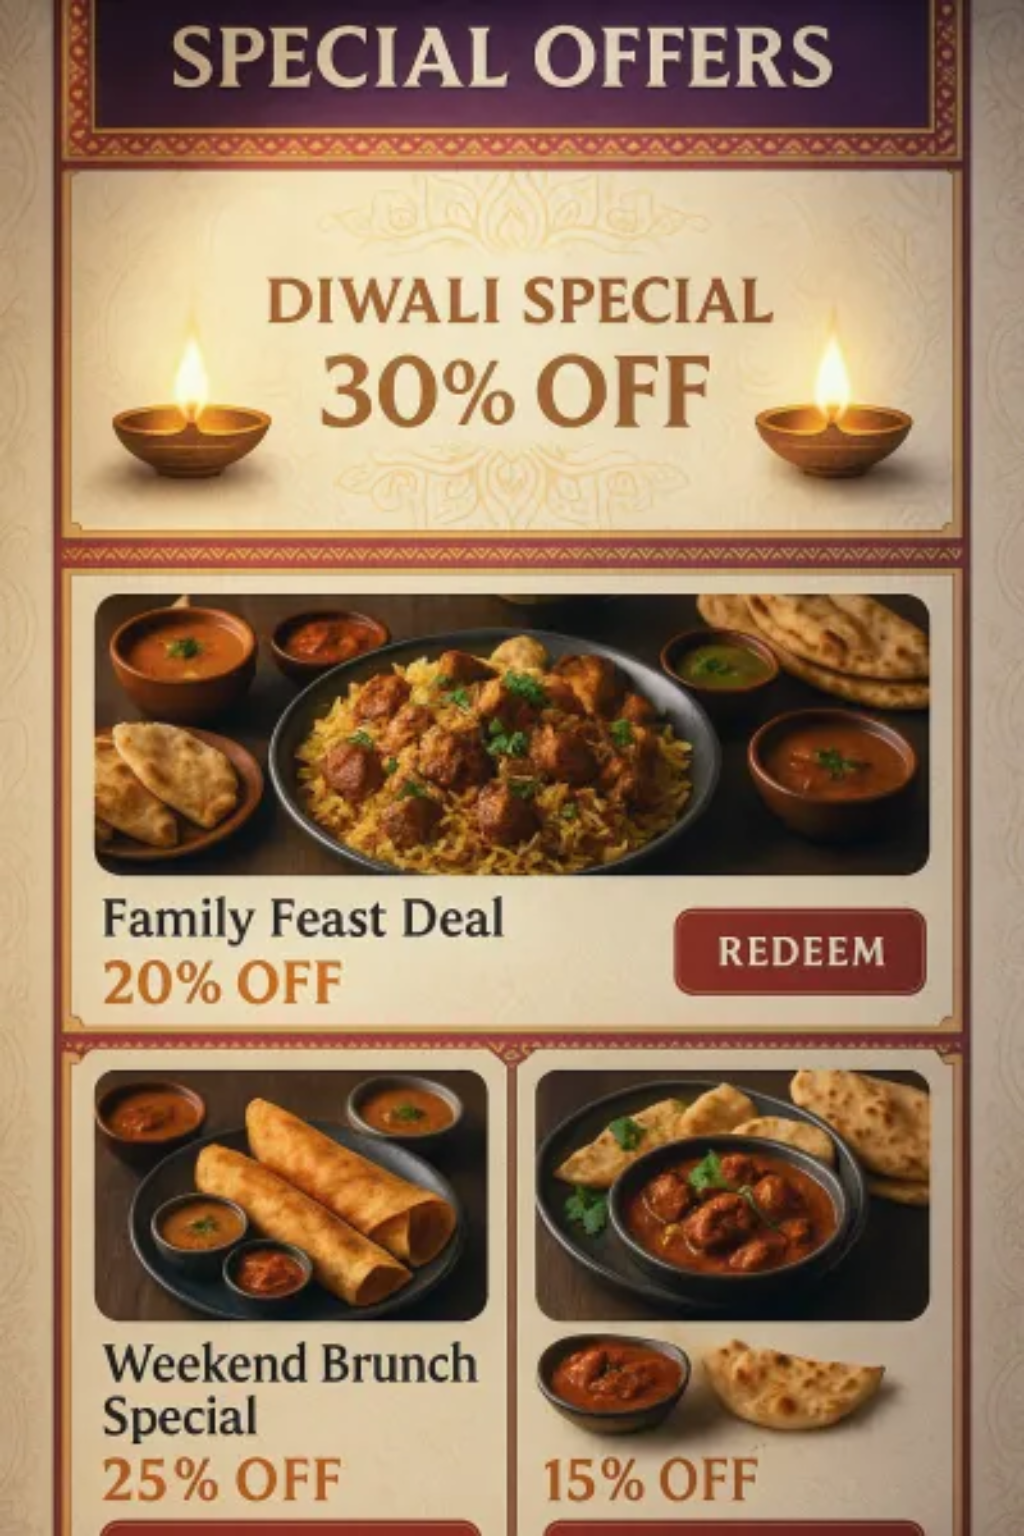 SPECIAL OFFERS
DIWALI SPECIAL
30% OFF
Family Feast Deal
20% OFF
REDEEM
Weekend Brunch
Special
25% OFF
15% OFF